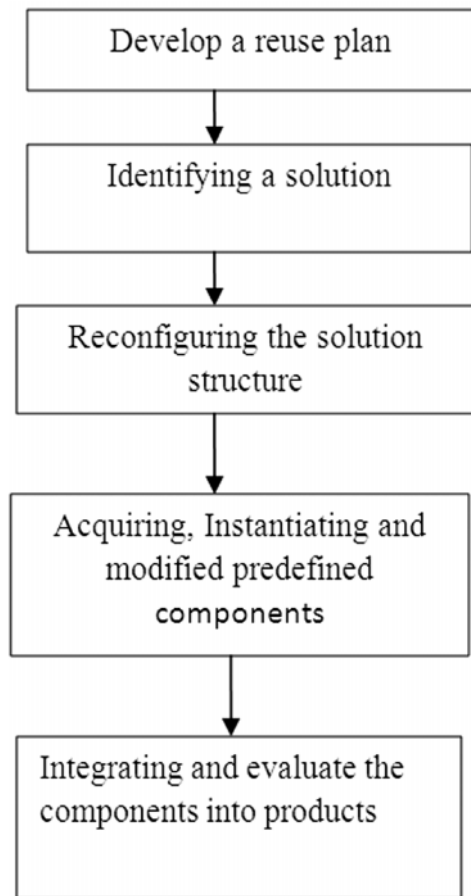 Develop a reuse plan
Identifying a solution
Reconfiguring the solution
structure
Acquiring, Instantiating and
modified predefined
components
Integrating and evaluate the
components into products